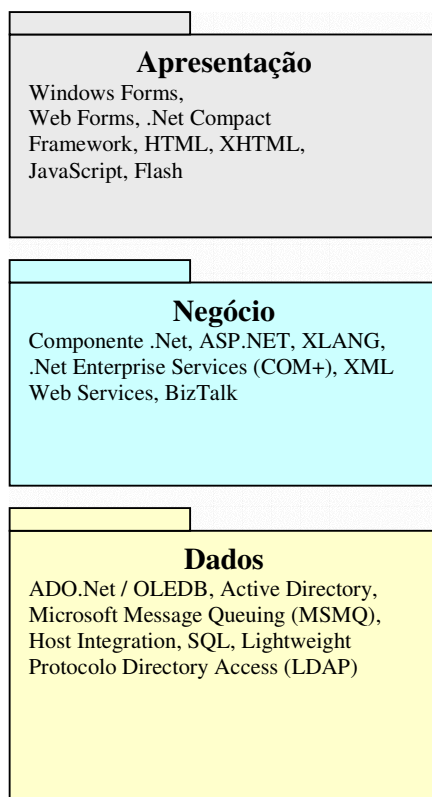 Apresentação
Windows Forms,
Web Forms, .Net Compact
Framework, HTML, XHTML,
JavaScript, Flash
Negócio
Componente .Net, ASP.NET, XLANG,
.Net Enterprise Services (COM+), XML
Web Services, BizTalk
Dados
ADO.Net / OLEDB, Active Directory,
Microsoft Message Queuing (MSMQ),
Host Integration, SQL, Lightweight
Protocolo Directory Access (LDAP)